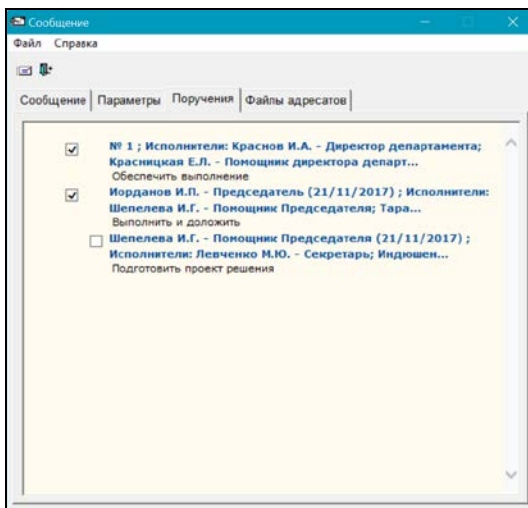 Сообщение
Файл Справка
Сообщение Параметры Поручения Файлы адресатов
№ 1 ; Исполнители: Краснов И.А. - Директор департамента;
Красницкая Е.Л. - Помощник директора департ...
Обеспечить выполнение
Иорданов И.П. - Председатель (21/11/2017) ; Исполнители:
Шепелева И.Г. - Помощник Председателя; Тара...
Выполнить и доложить
Шепелева И.Г. - Помощник Председателя (21/11/2017) ;
Исполнители: Левченко М.Ю. - Секретарь; Индюшен...
Подготовить проект решения